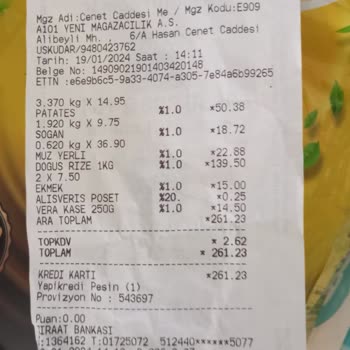 Mgz Adi:Cenet Caddesi Me / Mgz Kodu:E909
A101 YENI MAGAZACILIK A.S.
Alibeyli Mh. . 6/A Hasan Cenet Caddesi
USKUDAR/9480423762
Tarih: 19/01/2024 Saat : 14:11
Belge No: 14909021901403420148
ETTN :e6e9b6c5-9a33-4074-a305-7e84a6b99265
3.370 kg X 14.95
PATATES %1.0 *50.38
1.920 kg X 9.75
SOGAN %1.0 *18.72
0.620 kg X 36.90
MUZ YERLI %1.0 *22.88
DOGUS RIZE 1KG %1.0 *139.50
2 X 7.50
EKMEK %1.0 *15.00
ALISVERIS POSET %20. *0.25
VERA KASE 250G %1.0 *14.50
ARA TOPLAM *261.23
TOPKDV * 2.62
TOPLAM * 261.23
KREDI KARTI *261.23
Yapikredi Pesin (1)
Provizyon No : 543697
Puan:0.00
ZIRAAT BANKASI
:1364162 T:01725072 512440******5077